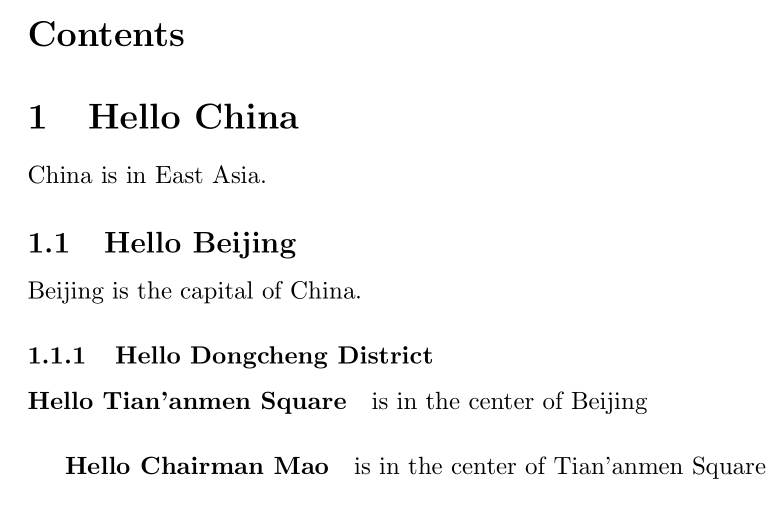 Contents
1 Hello China
China is in East Asia.
1.1 Hello Beijing
Beijing is the capital of China.
1.1.1 Hello Dongcheng District
Hello Tian'anmen Square is in the center of Beijing
Hello Chairman Mao is in the center of Tian'anmen Square